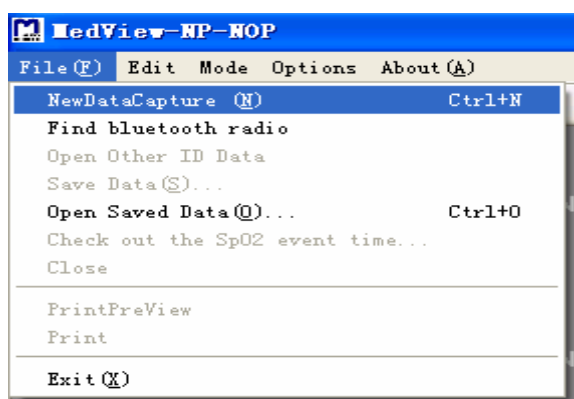 MedView-NP-NOP
File(F) Edit Mode Options About(A)
NewDataCapture (N) Ctrl+N
Find bluetooth radio
Open Other ID Data
Save Data(S)...
Open Saved Data(O)... Ctrl+O
Check out the SpO2 event time...
Close
PrintPreView
Print
Exit(X)